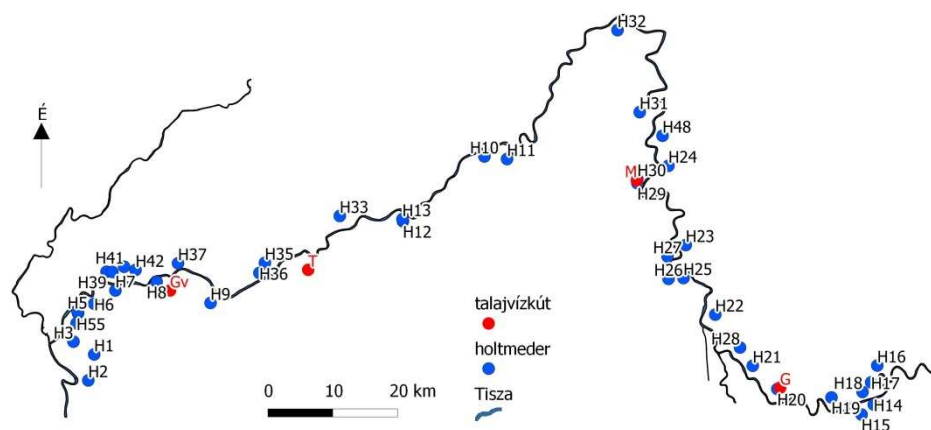 H32
É
H31
H48
H10
H11
H24
M
H30
H29
H33
H13
H12
H23
H27
H35
H41
H42
H37
T
H36
H26
H25
H39
H7
H8
Gv
H9
H5
H6
talajvízkút
H22
H55
H3
holtmeder
H28
H1
H21
H16
H2
Tisza
G
H18
H17
0
10
20 km
H20
H19
H14
H15